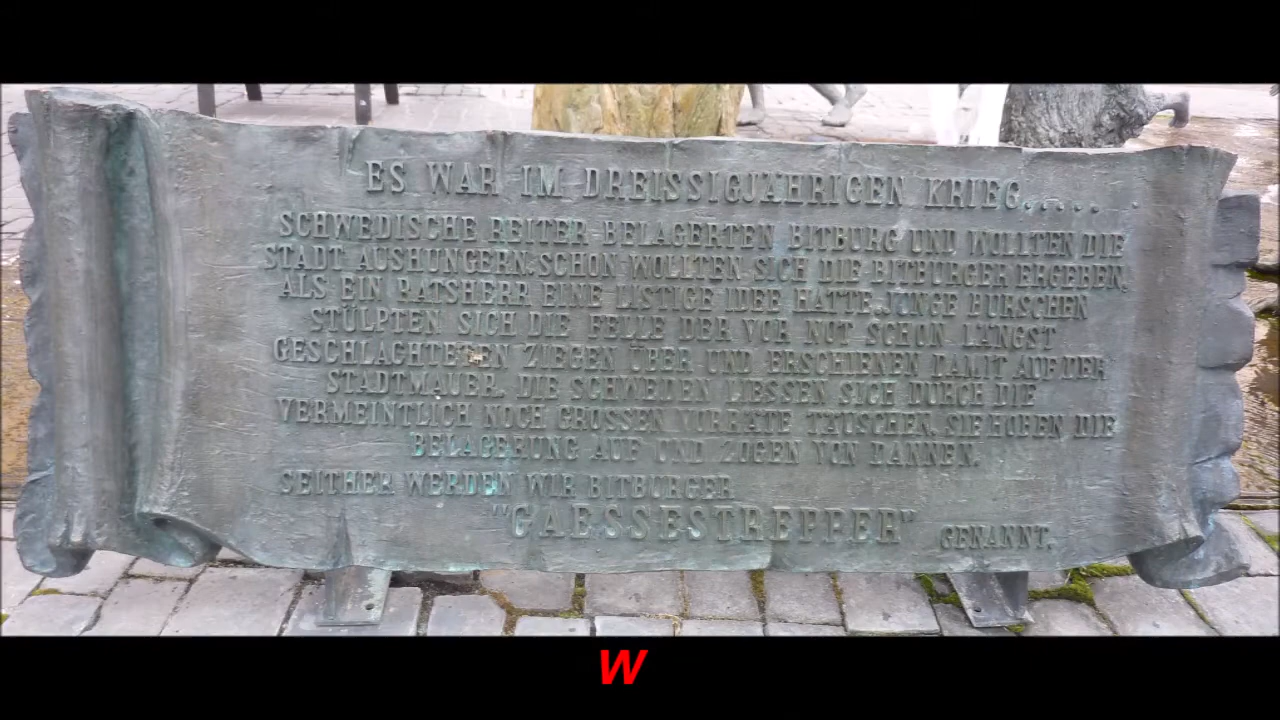 ES WAR IM DREISSIGJÄHRIGEN KRIEG......
SCHWEDISCHE REITER BELAGERTEN BITBURG UND WOLLTEN DIE
STADT AUSHUNGERN. SCHON WOLLTEN SICH DIE BITBURGER ERGEBEN,
ALS EIN RATSHERR EINE LISTIGE IDEE HATTE. JUNGE BURSCHEN
STÜLPTEN SICH DIE FELLE DER VOR NOT SCHON LÄNGST
GESCHLACHTETEN ZIEGEN ÜBER UND ERSCHIENEN DAMIT AUF DER
STADTMAUER. DIE SCHWEDEN LIESSEN SICH DURCH DIE
VERMEINTLICH NOCH GROSSEN VORRÄTE TÄUSCHEN. SIE HOBEN DIE
BELAGERUNG AUF UND ZOGEN VON DANNEN.
SEITHER WERDEN WIR BITBURGER
"GAESSESTREPPER" GENANNT.
W